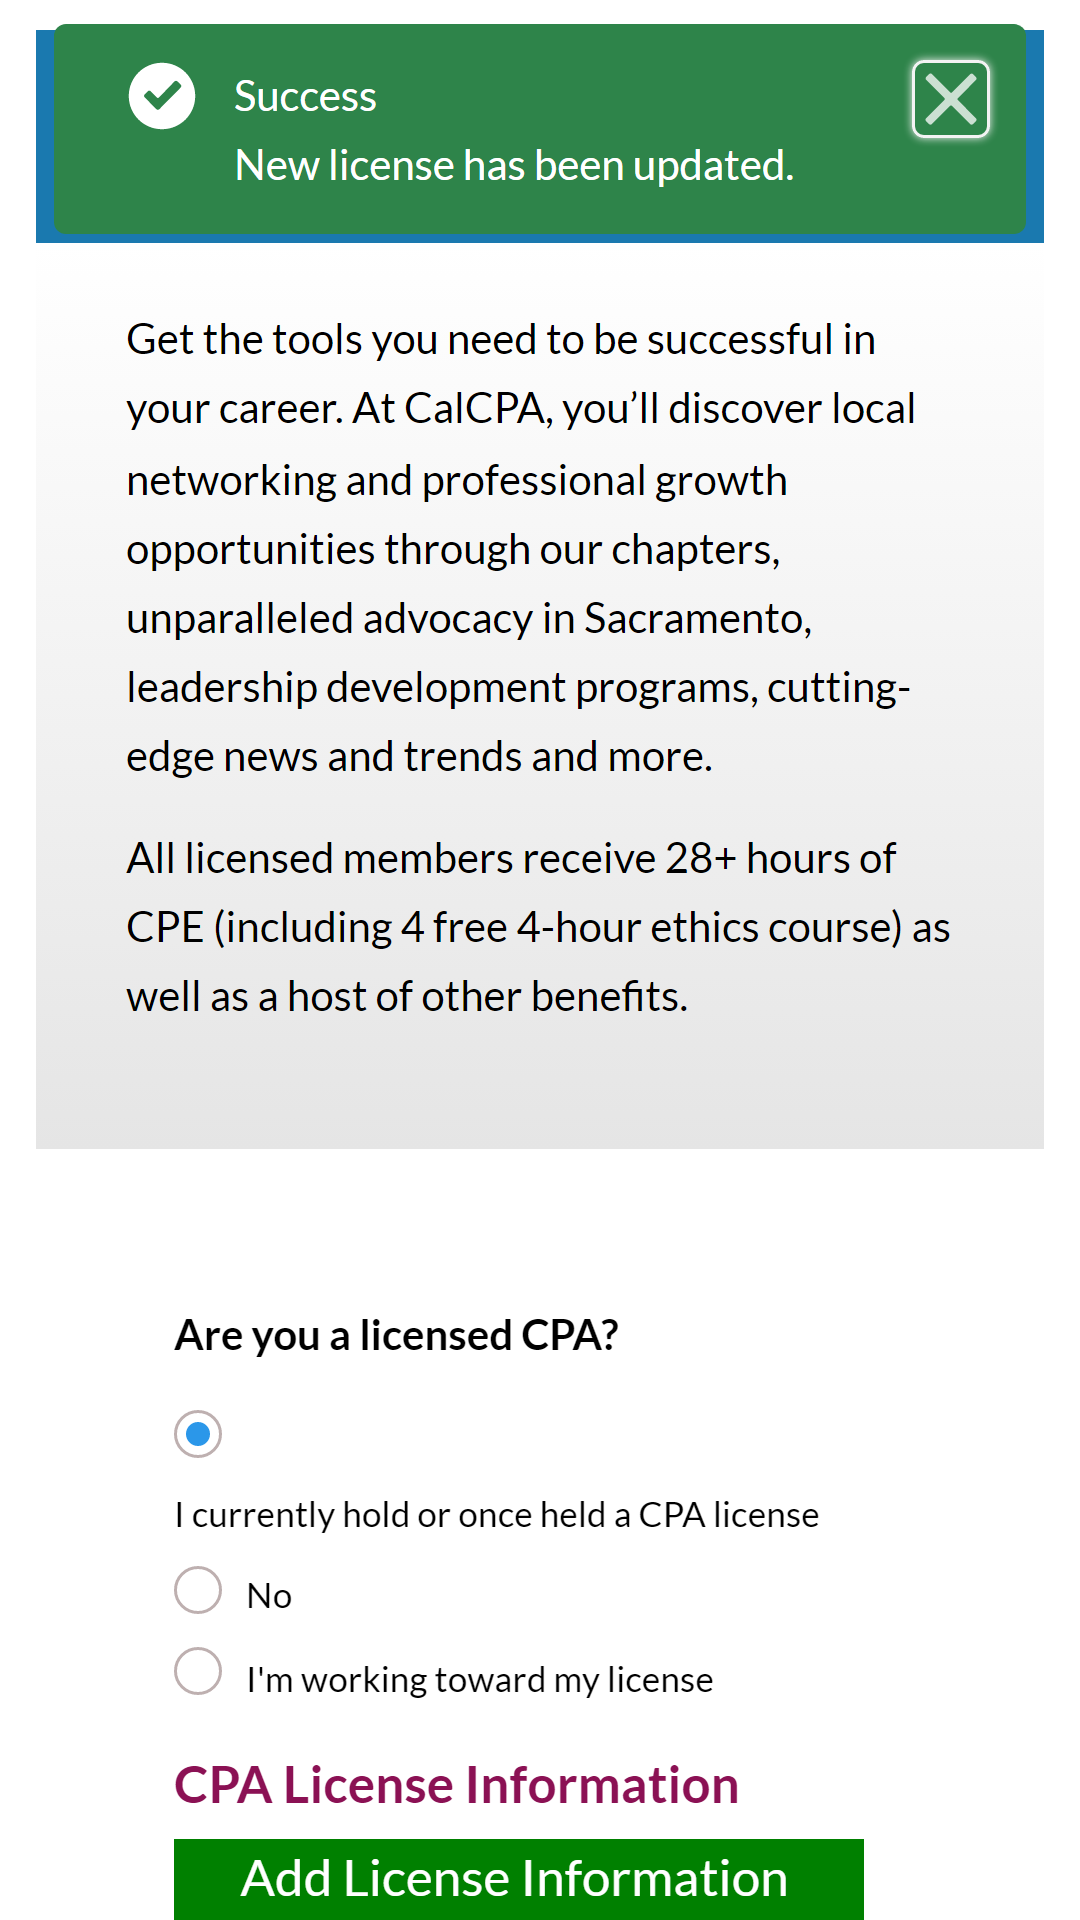 Success
New license has been updated.
Get the tools you need to be successful in
your career. At CalCPA, you’ll discover local
networking and professional growth
opportunities through our chapters,
unparalleled advocacy in Sacramento,
leadership development programs, cutting-
edge news and trends and more.
All licensed members receive 28+ hours of
CPE (including 4 free 4-hour ethics course) as
well as a host of other benefits.
Are you a licensed CPA?
I currently hold or once held a CPA license
No
I'm working toward my license
CPA License Information
Add License Information